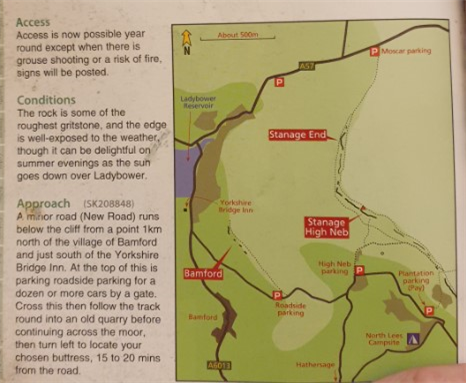 Access
Access is now possible year
round except when there is
grouse shooting or a risk of fire,
signs will be posted.
Conditions
The rock is some of the
roughest gritstone, and the edge
is well-exposed to the weather,
though it can be delightful on
summer evenings as the sun
goes down over Ladybower.
Approach (SK208848)
A minor road (New Road) runs
below the cliff from a point 1km
north of the village of Bamford
and just south of the Yorkshire
Bridge Inn. At the top of this is
parking roadside parking for a
dozen or more cars by a gate.
Cross this then follow the track
round into an old quarry before
continuing across the moor,
then turn left to locate your
chosen buttress, 15 to 20 mins
from the road.
N
About 500m
A57
P
P
Moscar parking
Ladybower
Reservoir
Stanage End
Yorkshire
Bridge Inn
Stanage
High Neb
Bamford
High Neb
parking
P
Plantation
parking
(Pay)
P
P
Roadside
parking
Bamford
North Lees
Campsite
A6013
Hathersage